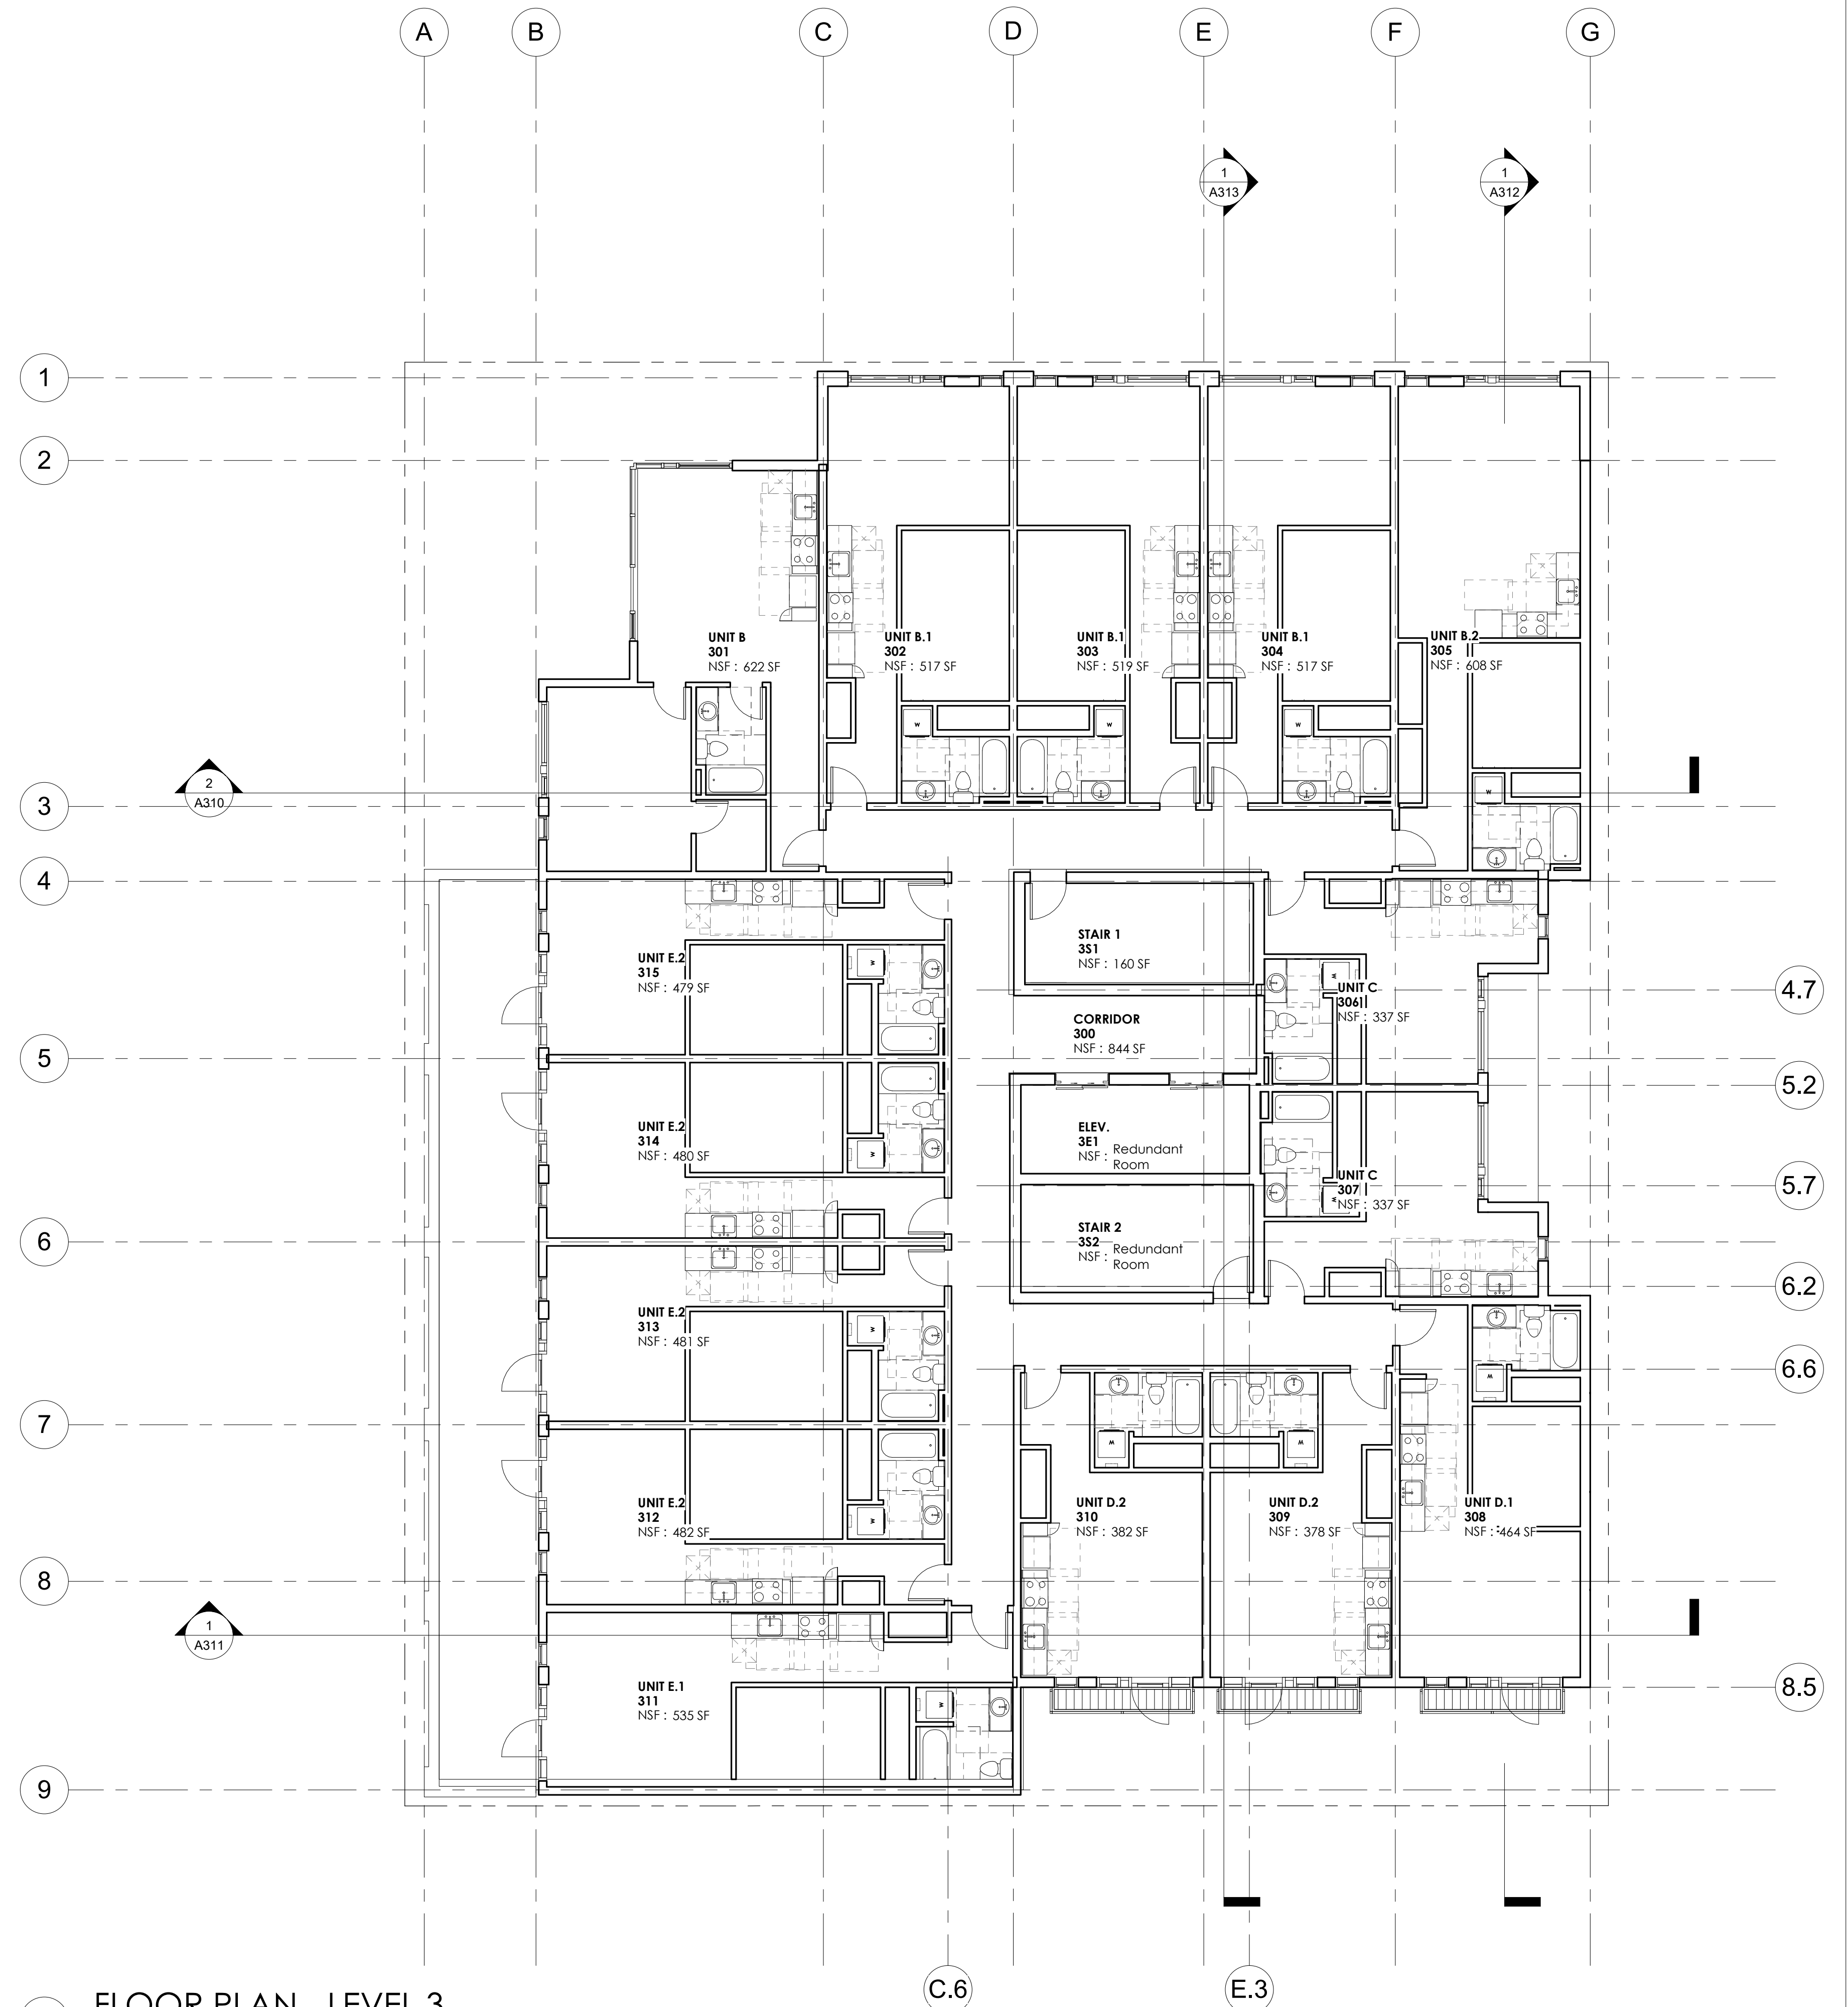 A B C D E F G
1
A313
1
A312
1
2
UNIT B
301
NSF : 622 SF
UNIT B.1
302
NSF : 517 SF
UNIT B.1
303
NSF : 519 SF
UNIT B.1
304
NSF : 517 SF
UNIT B.2
305
NSF : 608 SF
W
W
W
W
2
A310
3
4
UNIT E.2
315
NSF : 479 SF
W
STAIR 1
3S1
NSF : 160 SF
W
UNIT C
306
NSF : 337 SF
4.7
CORRIDOR
300
NSF : 844 SF
5
5.2
UNIT E.2
314
NSF : 480 SF
W
ELEV.
3E1
NSF : Redundant
Room
UNIT C
307
NSF : 337 SF
W
5.7
STAIR 2
3S2
NSF : Redundant
Room
6
6.2
UNIT E.2
313
NSF : 481 SF
W
6.6
7
W
W
W
UNIT E.2
312
NSF : 482 SF
W
UNIT D.2
310
NSF : 382 SF
UNIT D.2
309
NSF : 378 SF
UNIT D.1
308
NSF : 464 SF
8
1
A311
UNIT E.1
311
NSF : 535 SF
W
8.5
9
C.6 E.3
FLOOR PLAN - LEVEL 3